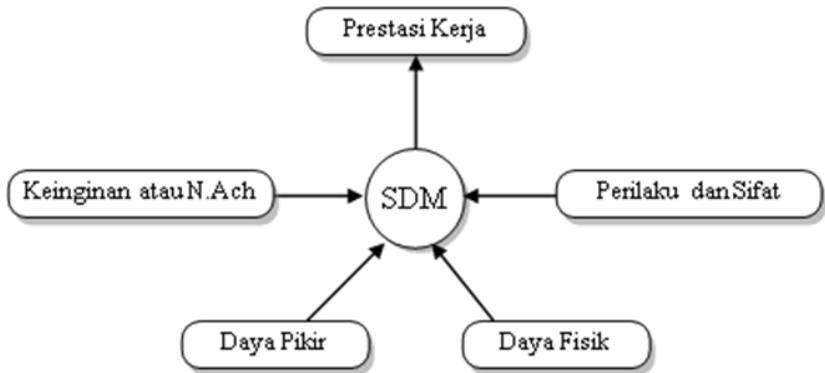 Prestasi Kerja
Keinginan atau N.Ach
SDM
Perilaku dan Sifat
Daya Pikir
Daya Fisik